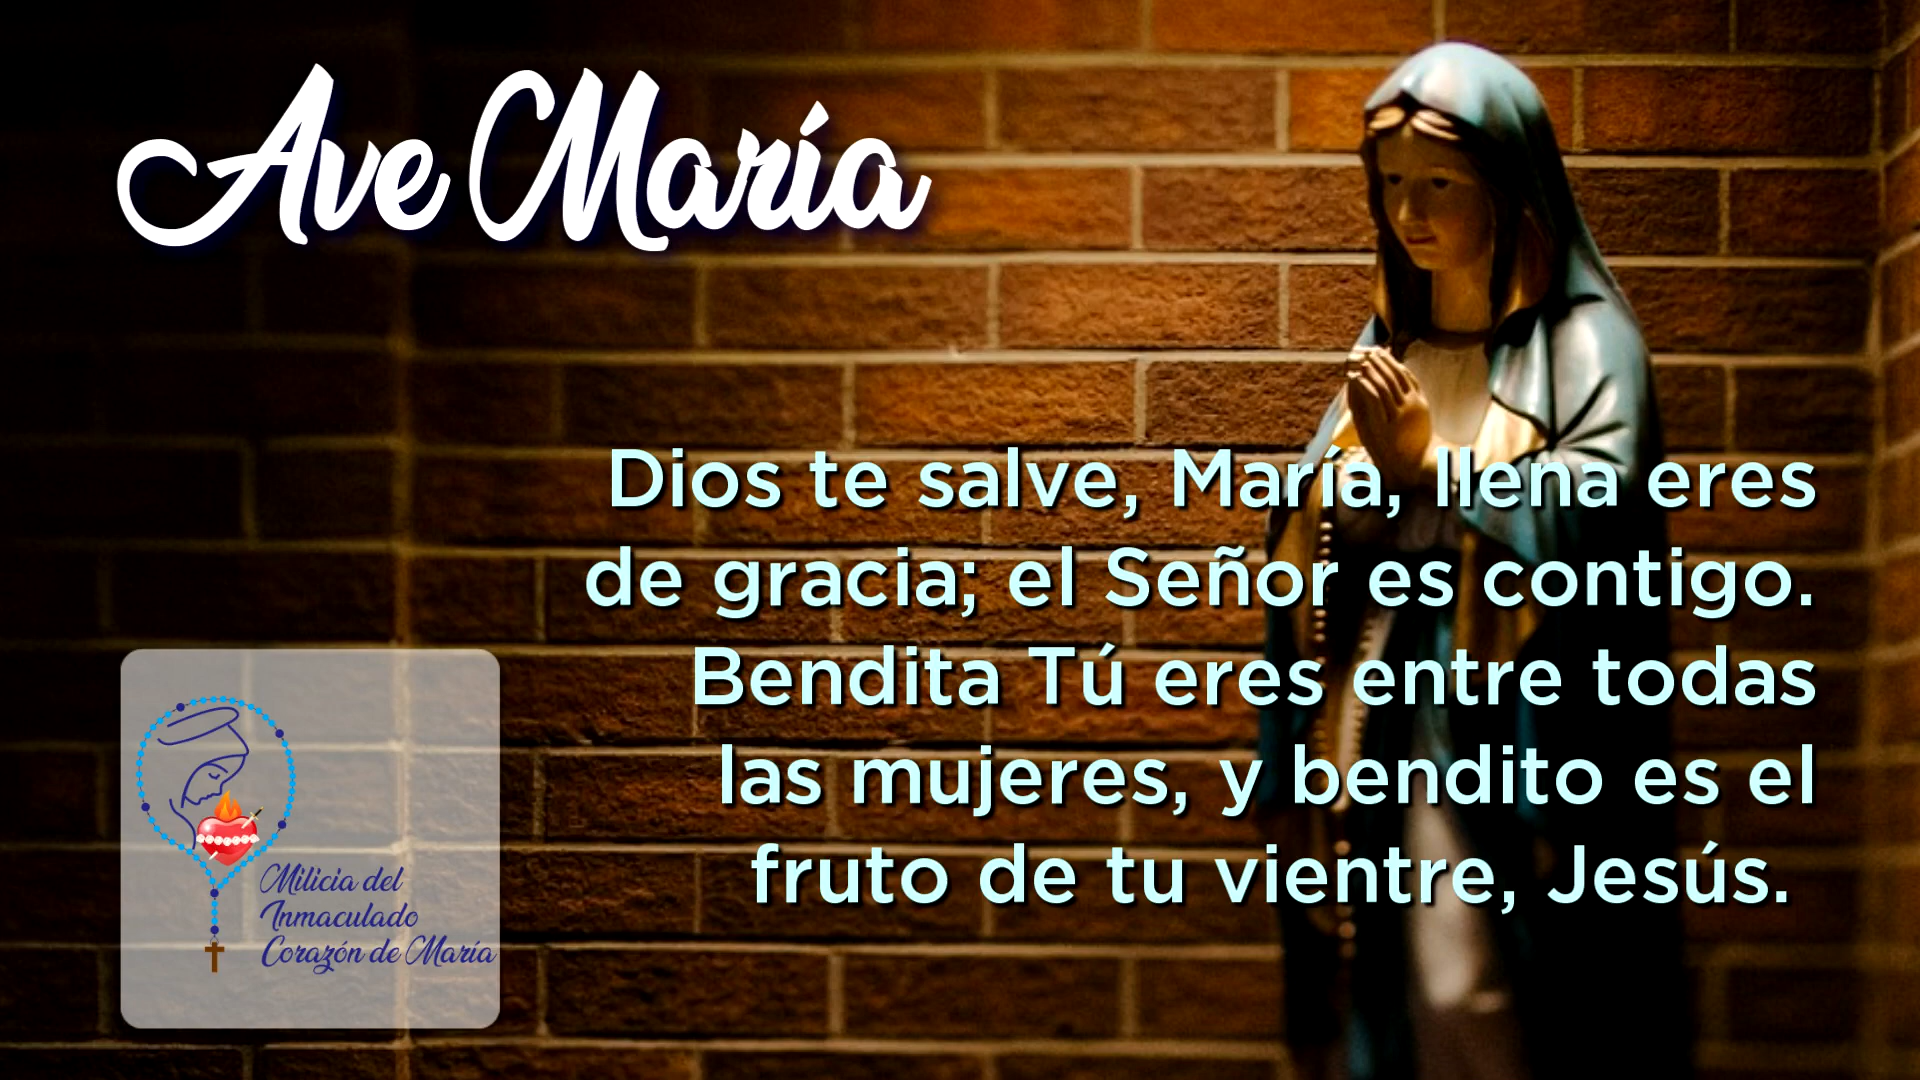 Ave María
Dios te salve, María, llena eres
de gracia; el Señor es contigo.
Bendita Tú eres entre todas
las mujeres, y bendito es el
fruto de tu vientre, Jesús.
Milicia del
Inmaculado
Corazón de María